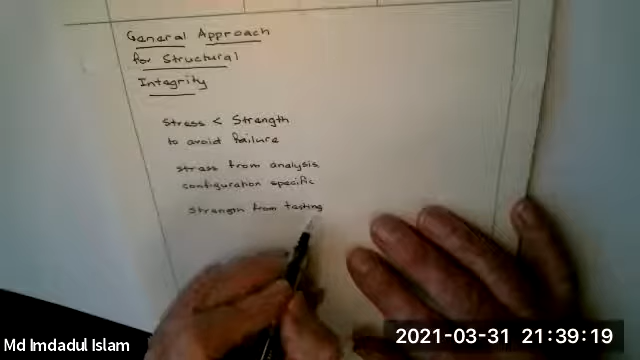 General Approach
for Structural
Integrity
Stress < Strength
to avoid failure
stress from analysis
configuration specific
Strength from testing
Md Imdadul Islam
2021-03-31 21:39:19